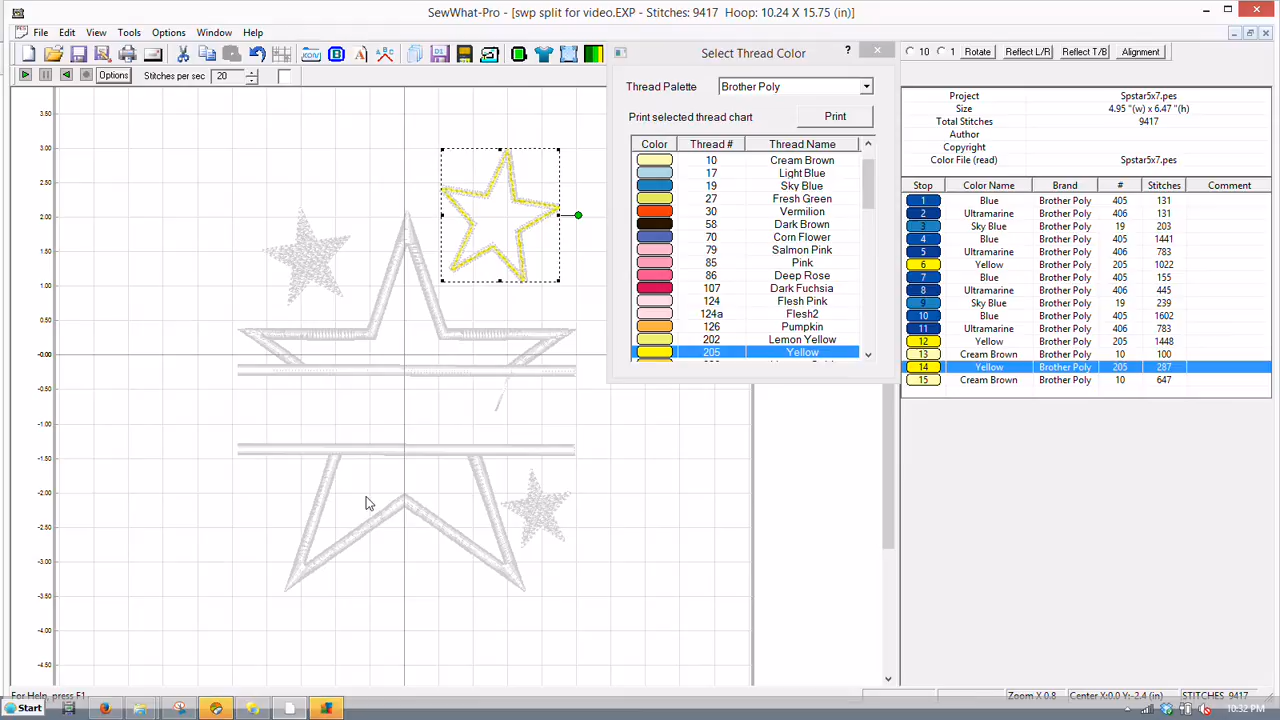 SewWhat-Pro - [swp split for video.EXP - Stitches: 9417 Hoop: 10.24 X 15.75 (in)]
File Edit View Tools Options Window Help
ABC
Options Stitches per sec 20
10 1 Rotate Reflect L/R Reflect T/B Alignment
Select Thread Color ?
Thread Palette Brother Poly
Print selected thread chart Print
Color Thread # Thread Name
10 Cream Brown
17 Light Blue
19 Sky Blue
27 Fresh Green
30 Vermilion
58 Dark Brown
70 Corn Flower
79 Salmon Pink
85 Pink
86 Deep Rose
107 Dark Fuchsia
124 Flesh Pink
124a Flesh2
126 Pumpkin
202 Lemon Yellow
205 Yellow
Project Spstar5x7.pes
Size 4.95 "(w) x 6.47 "(h)
Total Stitches 9417
Author
Copyright
Color File (read) Spstar5x7.pes
Stop Color Name Brand # Stitches Comment
1 Blue Brother Poly 405 131
2 Ultramarine Brother Poly 406 131
3 Sky Blue Brother Poly 19 203
4 Blue Brother Poly 405 1441
5 Ultramarine Brother Poly 406 783
6 Yellow Brother Poly 205 1022
7 Blue Brother Poly 405 155
8 Ultramarine Brother Poly 406 445
9 Sky Blue Brother Poly 19 239
10 Blue Brother Poly 405 1602
11 Ultramarine Brother Poly 406 783
12 Yellow Brother Poly 205 1448
13 Cream Brown Brother Poly 10 100
14 Yellow Brother Poly 205 287
15 Cream Brown Brother Poly 10 647
3.50
3.00
2.50
2.00
1.50
1.00
0.50
-0.00
-0.50
-1.00
-1.50
-2.00
-2.50
-3.00
-3.50
-4.00
-4.50
For Help, press F1
Zoom X 0.8 Center X:0.0 Y:-2.4 (in) STITCHES 9417
Start 10:32 PM